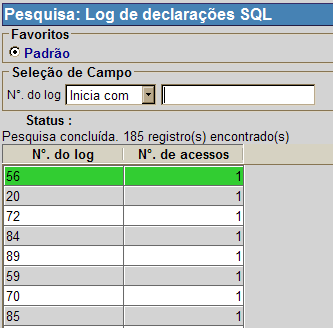 Pesquisa: Log de declarações SQL
Favoritos
Padrão
Seleção de Campo
N°. do log Inicia com
Status :
Pesquisa concluída. 185 registro(s) encontrado(s)
N°. do log N°. de acessos
56 1
20 1
72 1
84 1
89 1
59 1
70 1
85 1